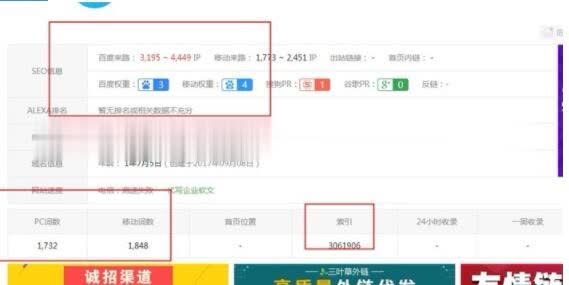 百度来路：3,195 ~ 4,449 IP 移动来路：1,773 ~ 2,451 IP 出站链接：- 首页内链：-
SEO信息
百度权重：3 移动权重：4 搜狗PR：1 谷歌PR：0 反链：-
ALEXA排名 暂无排名或相关数据不充分
域名信息 年龄：1年7月5日（创建于2017年09月08日）
网站速度 电信：测速失败 代写企业软文
PC词数 移动词数 首页位置 索引 24小时收录 一周收录
1,732 1,848 - 3061906 - -
诚招渠道
三叶草外链
高质量外链代发
友情链